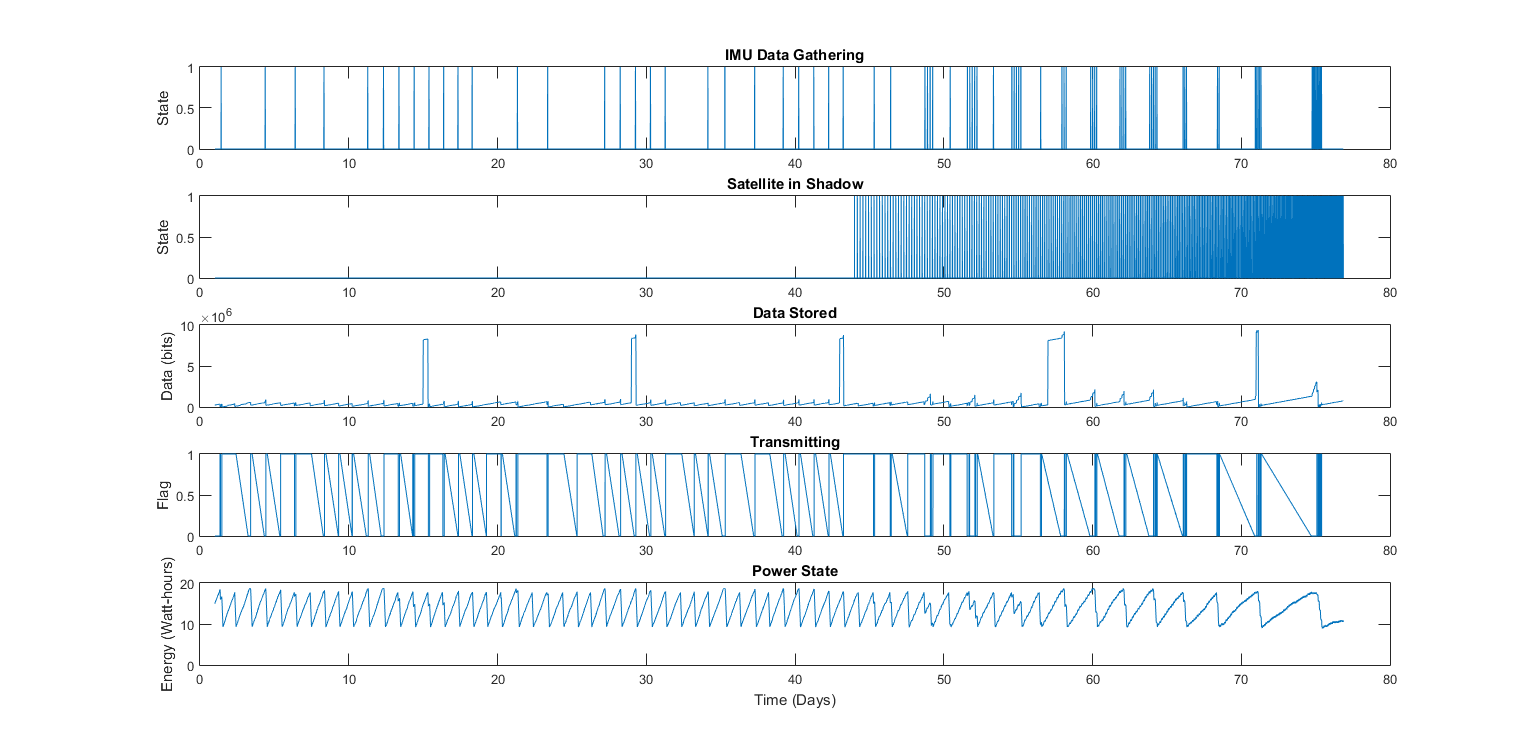 IMU Data Gathering
1
0.5
0
State
0 10 20 30 40 50 60 70 80
Satellite in Shadow
1
0.5
0
State
0 10 20 30 40 50 60 70 80
Data Stored
×10^6
10
5
0
Data (bits)
0 10 20 30 40 50 60 70 80
Transmitting
1
0.5
0
Flag
0 10 20 30 40 50 60 70 80
Power State
20
10
0
Energy (Watt-hours)
0 10 20 30 40 50 60 70 80
Time (Days)